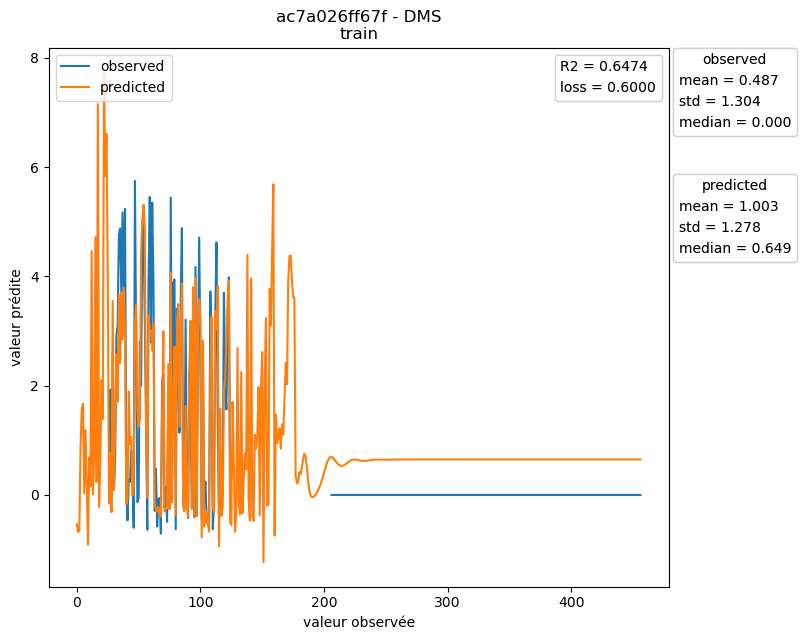 ac7a026ff67f - DMS
train
observed
predicted
R2 = 0.6474
loss = 0.6000
observed
mean = 0.487
std = 1.304
median = 0.000
predicted
mean = 1.003
std = 1.278
median = 0.649
8
6
4
2
0
valeur prédite
0 100 200 300 400
valeur observée